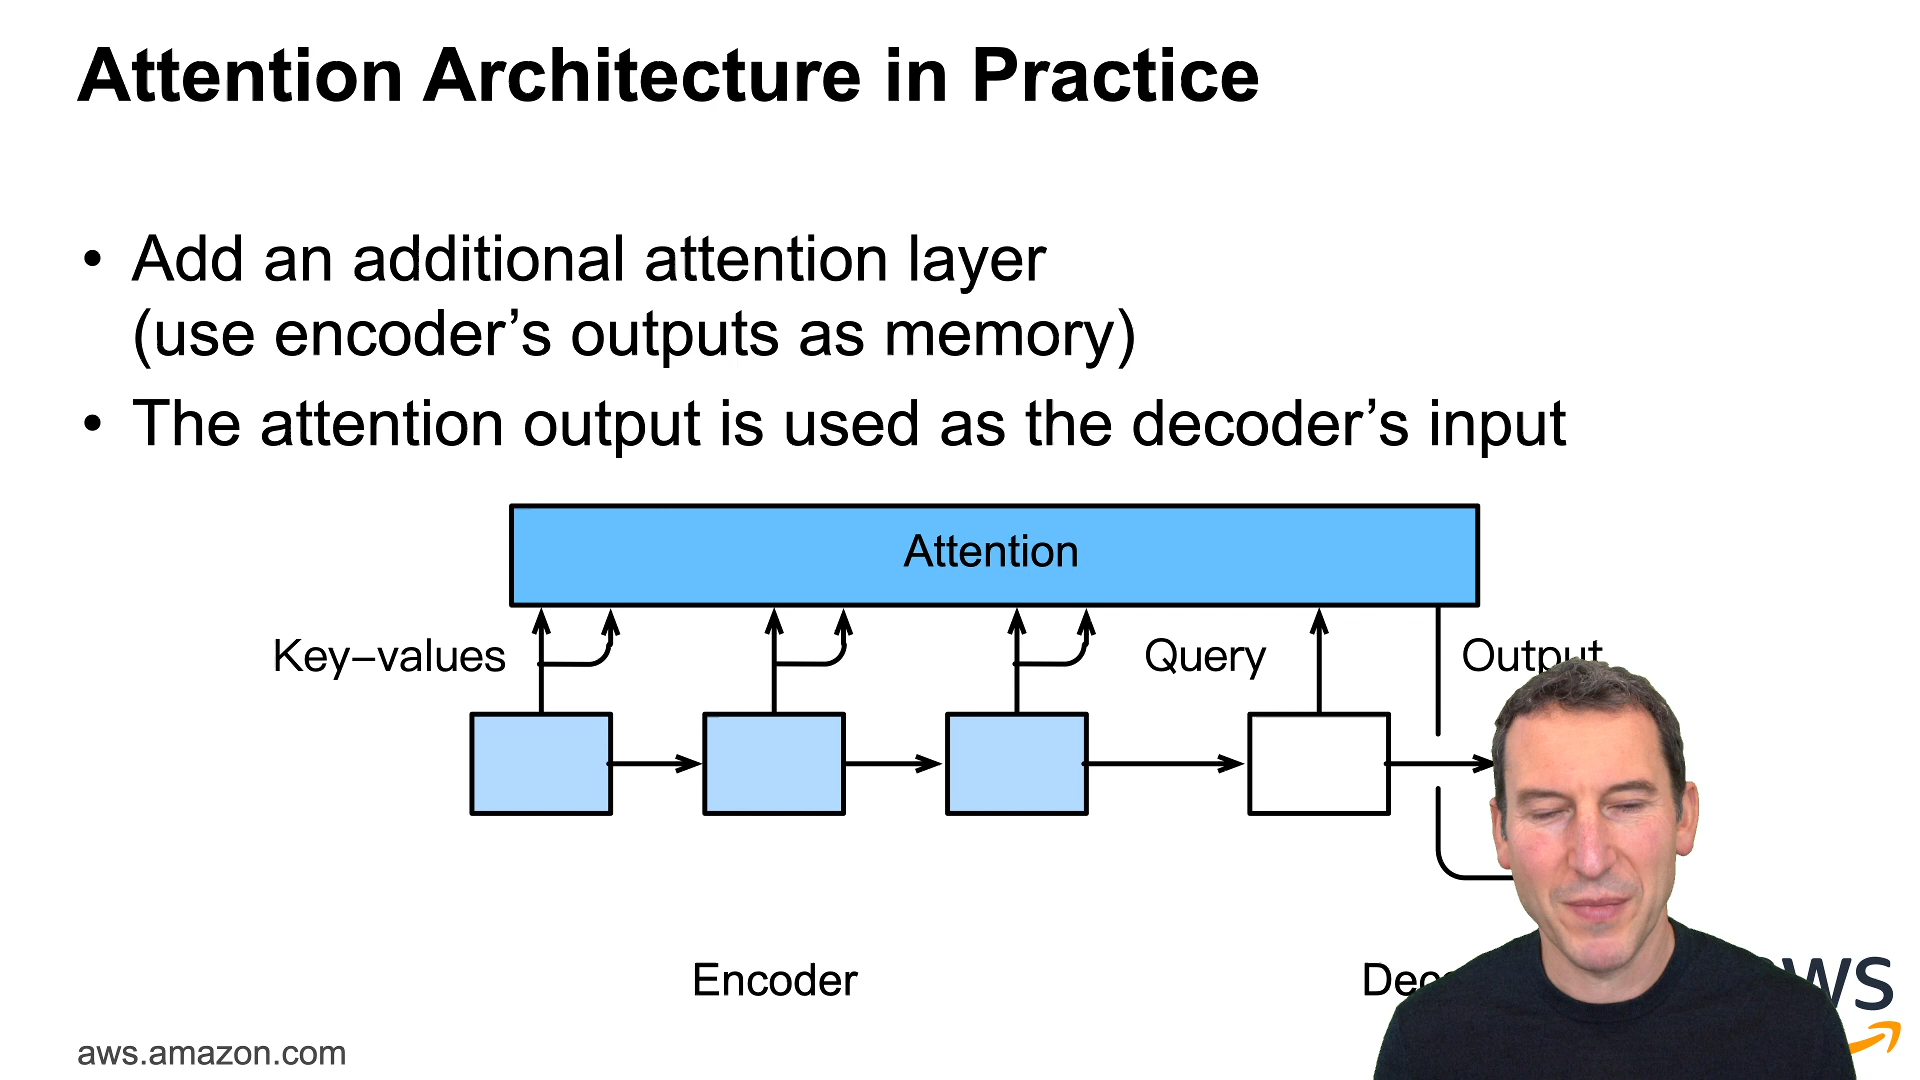 Attention Architecture in Practice
• Add an additional attention layer
(use encoder’s outputs as memory)
• The attention output is used as the decoder’s input
Attention
Key–values
Query
Output
Encoder
aws.amazon.com